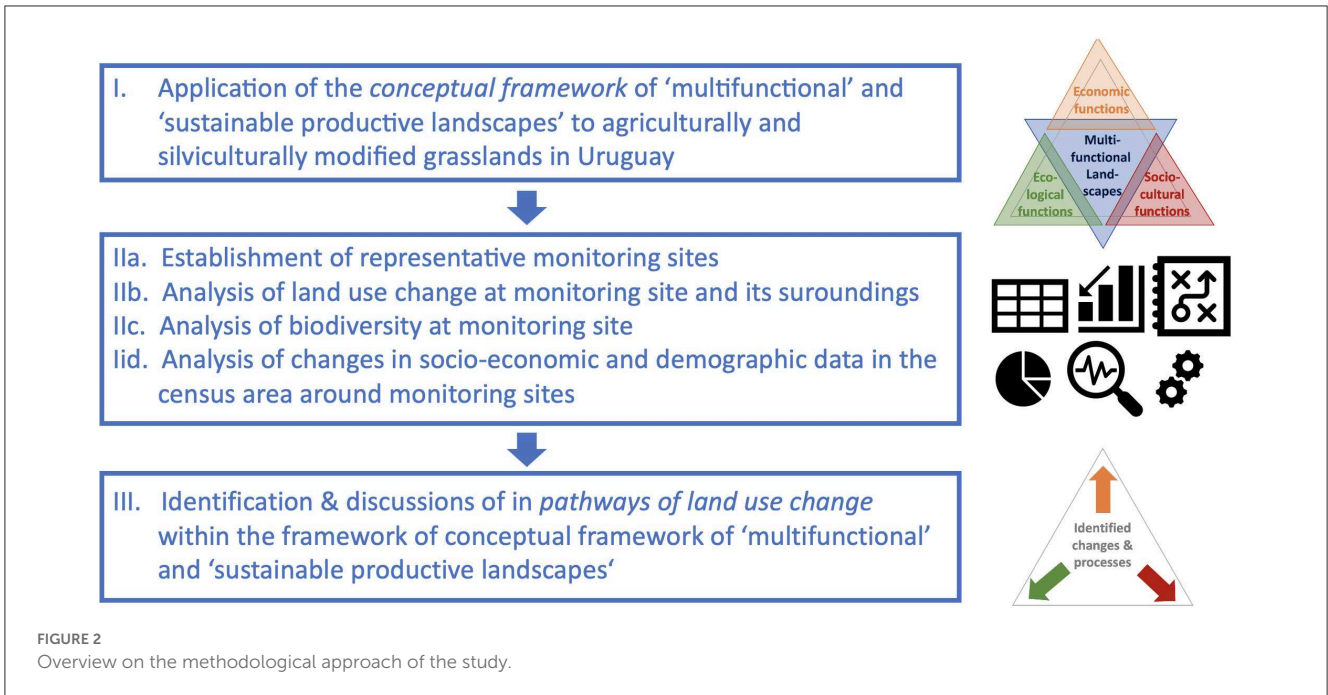 I. Application of the conceptual framework of ‘multifunctional’ and
‘sustainable productive landscapes’ to agriculturally and
silviculturally modified grasslands in Uruguay
Economic
functions
Multi-
functional
Land-
scapes
Eco-
logical
functions
Socio-
cultural
functions
IIa. Establishment of representative monitoring sites
IIb. Analysis of land use change at monitoring site and its suroundings
IIc. Analysis of biodiversity at monitoring site
Iid. Analysis of changes in socio-economic and demographic data in the
census area around monitoring sites
III. Identification & discussions of in pathways of land use change
within the framework of conceptual framework of ‘multifunctional’
and ‘sustainable productive landscapes‘
Identified
changes &
processes
FIGURE 2
Overview on the methodological approach of the study.